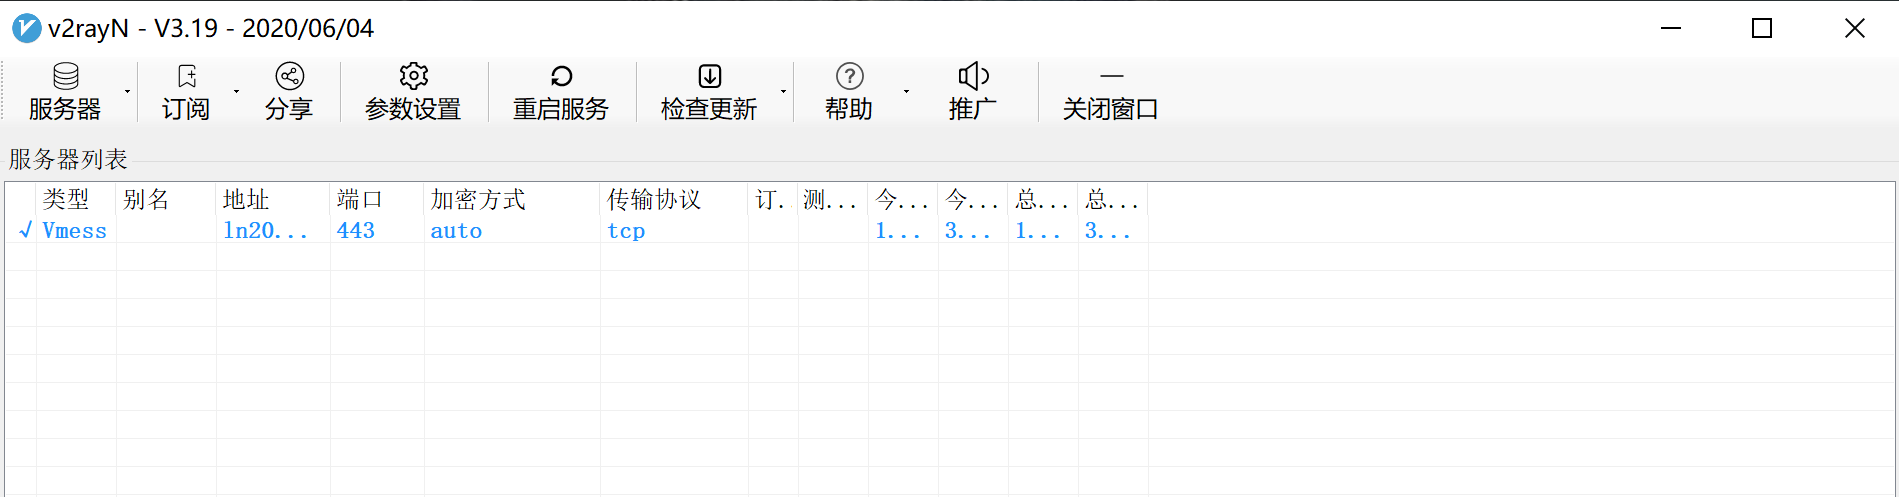 v2rayN - V3.19 - 2020/06/04
服务器 订阅 分享 参数设置 重启服务 检查更新 帮助 推广 关闭窗口
服务器列表
类型 别名 地址 端口 加密方式 传输协议 订.. 测... 今... 今... 总... 总...
√ Vmess ln20... 443 auto tcp 1... 3... 1... 3...